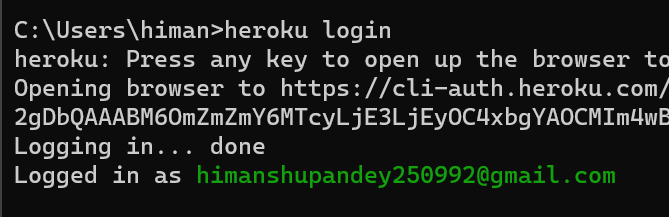 C:\Users\himan>heroku login
heroku: Press any key to open up the browser to
Opening browser to https://cli-auth.heroku.com/
2gDbQAAABM6OmZmZmY6MTcyLjE3LjEyOC4xbgYAOCMIm4wB
Logging in... done
Logged in as himanshupandey250992@gmail.com